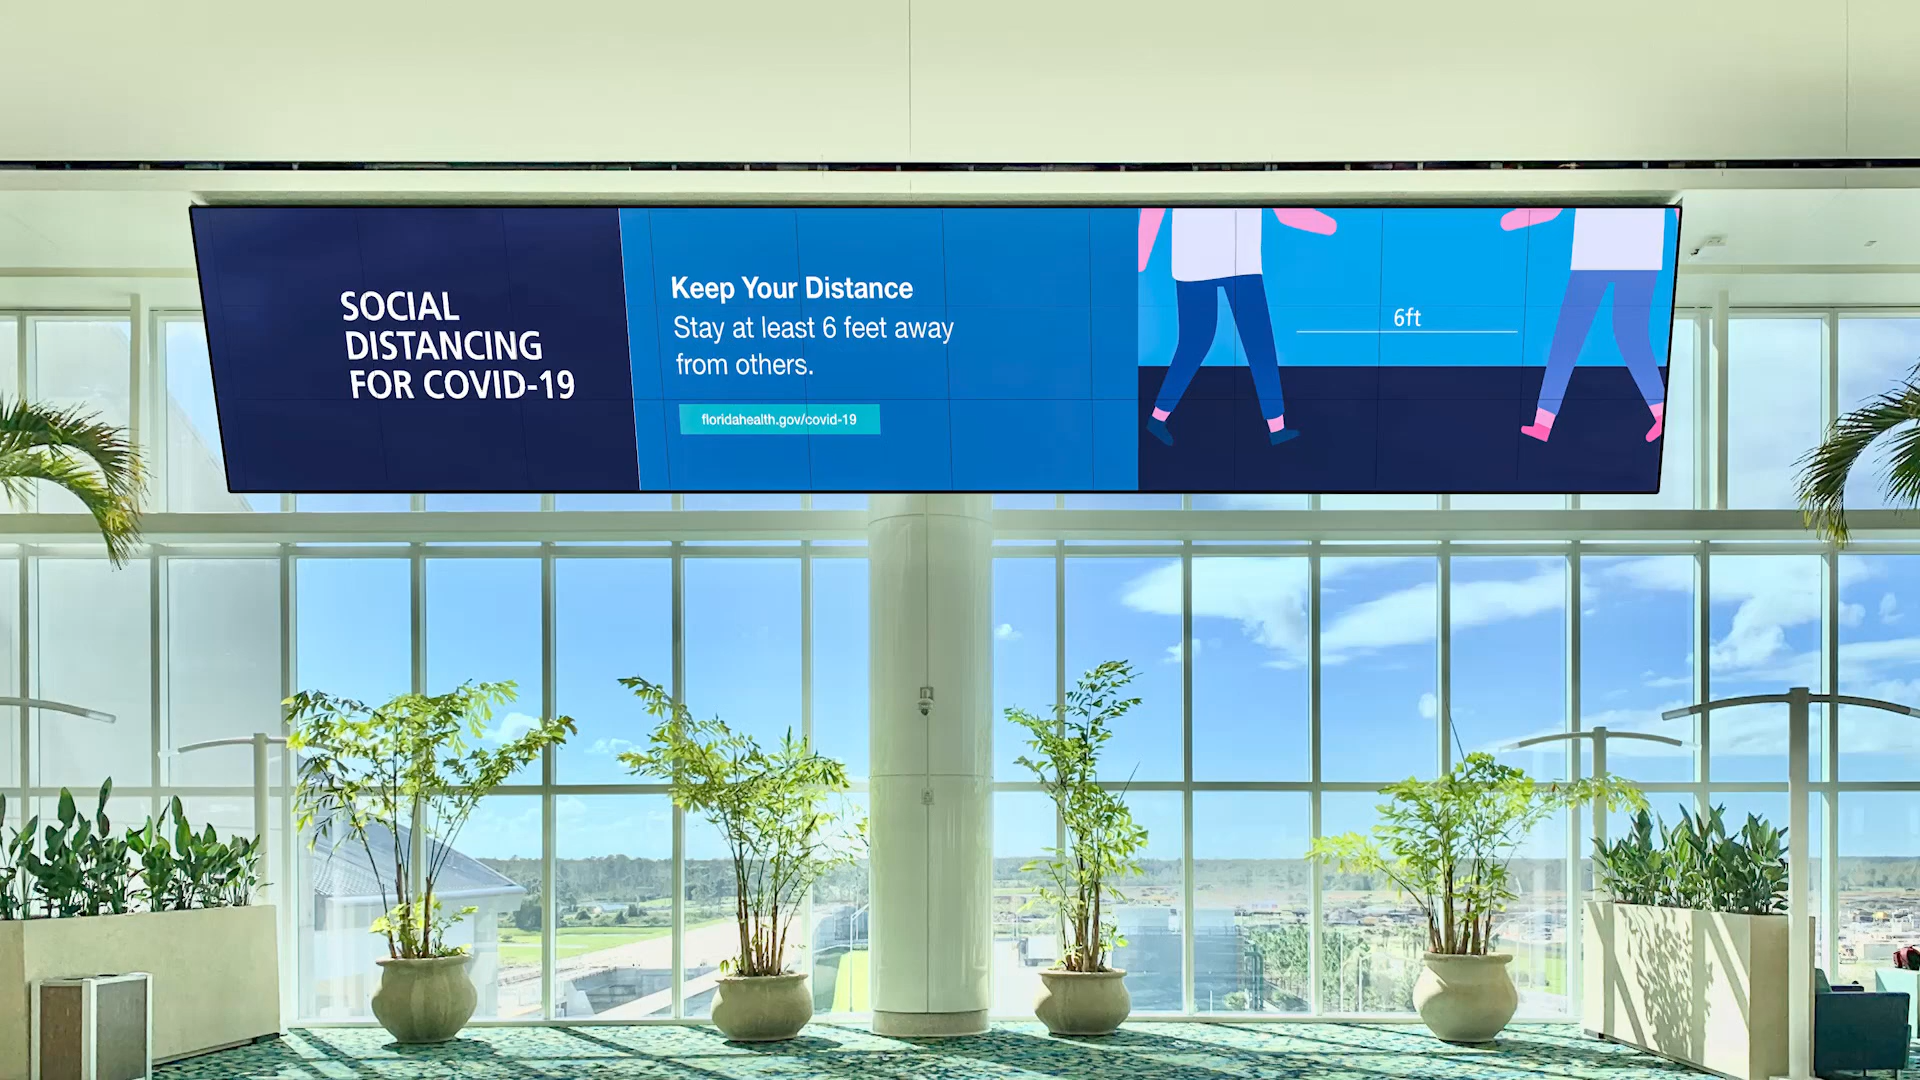 SOCIAL
DISTANCING
FOR COVID-19
Keep Your Distance
Stay at least 6 feet away
from others.
floridahealth.gov/covid-19
6ft